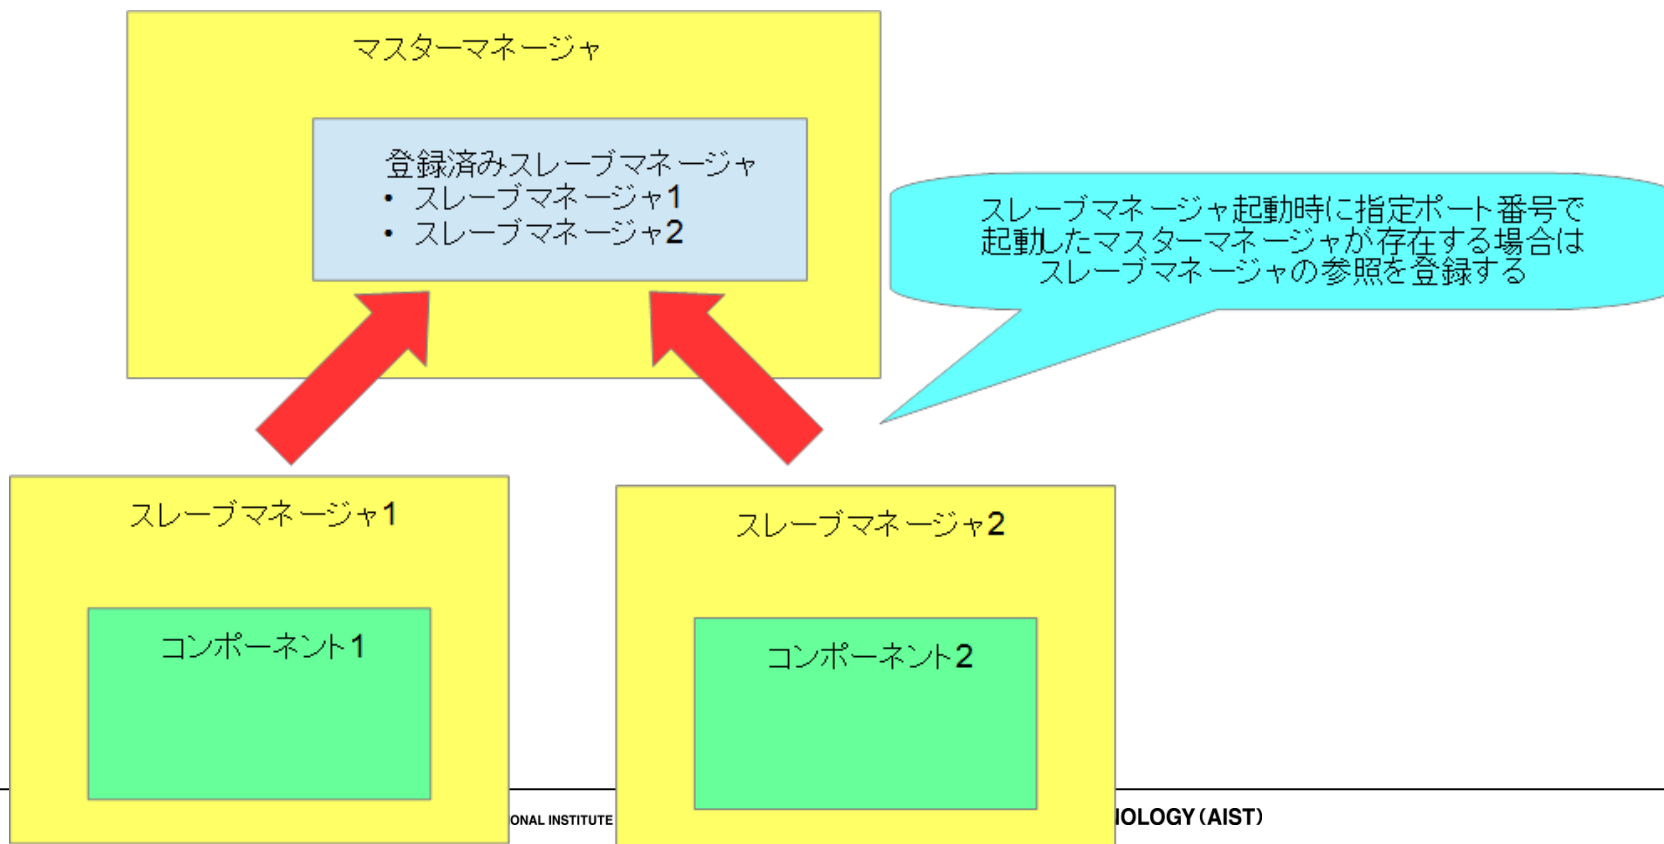 マスターマネージャ
登録済みスレーブマネージャ
• スレーブマネージャ1
• スレーブマネージャ2
スレーブマネージャ起動時に指定ポート番号で
起動したマスターマネージャが存在する場合は
スレーブマネージャの参照を登録する
スレーブマネージャ1
スレーブマネージャ2
コンポーネント1
コンポーネント2
ONAL INSTITUTE
NOLOGY (AIST)